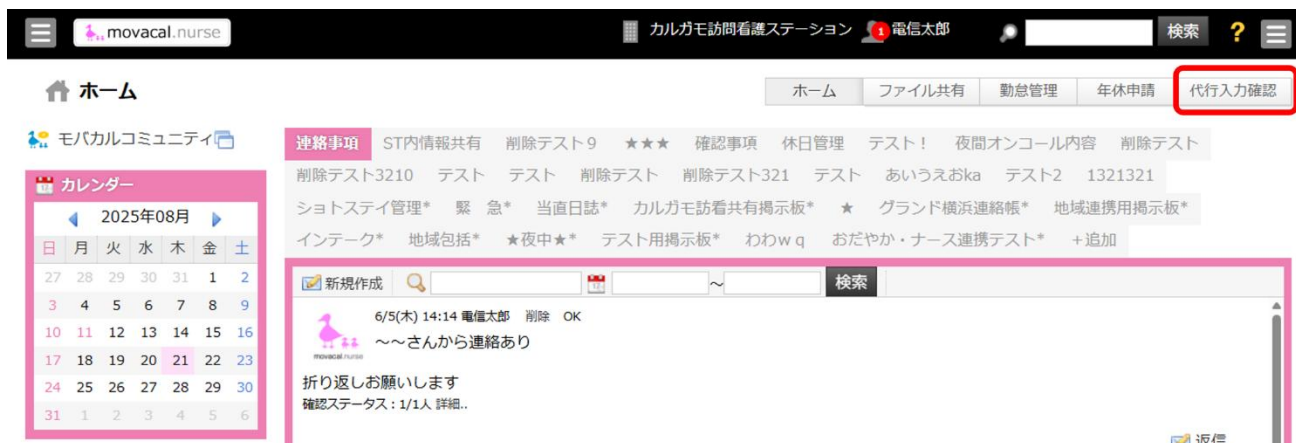 movacal.nurse カルガモ訪問看護ステーション 1 電信太郎 検索 ?
ホーム ホーム ファイル共有 勤怠管理 年休申請 代行入力確認
モバカルコミュニティ
連絡事項 ST内情報共有 削除テスト9 ★★★ 確認事項 休日管理 テスト! 夜間オンコール内容 削除テスト
削除テスト3210 テスト テスト 削除テスト 削除テスト321 テスト あいうえおka テスト2 1321321
ショトステイ管理* 緊 急* 当直日誌* カルガモ訪看共有掲示板* ★ グランド横浜連絡帳* 地域連携用掲示板*
インテーク* 地域包括* ★夜中★* テスト用掲示板* わわwq おだやか・ナース連携テスト* +追加
カレンダー
2025年08月
日 月 火 水 木 金 土
27 28 29 30 31 1 2
3 4 5 6 7 8 9
10 11 12 13 14 15 16
17 18 19 20 21 22 23
24 25 26 27 28 29 30
31 1 2 3 4 5 6
新規作成 ~ 検索
6/5(木) 14:14 電信太郎 削除 OK
~~さんから連絡あり
movacal.nurse
折り返しお願いします
確認ステータス:1/1人 詳細..
返信